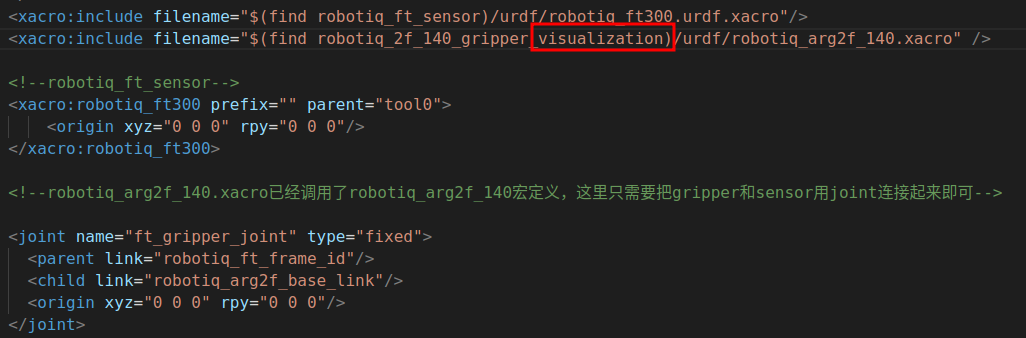 <xacro:include filename="$(find robotiq_ft_sensor)/urdf/robotiq_ft300.urdf.xacro"/>
<xacro:include filename="$(find robotiq_2f_140_gripper_visualization)/urdf/robotiq_arg2f_140.xacro" />
<!--robotiq_ft_sensor-->
<xacro:robotiq_ft300 prefix="" parent="tool0">
<origin xyz="0 0 0" rpy="0 0 0"/>
</xacro:robotiq_ft300>
<!--robotiq_arg2f_140.xacro已经调用了robotiq_arg2f_140宏定义，这里只需要把gripper和sensor用joint连接起来即可-->
<joint name="ft_gripper_joint" type="fixed">
<parent link="robotiq_ft_frame_id"/>
<child link="robotiq_arg2f_base_link"/>
<origin xyz="0 0 0" rpy="0 0 0"/>
</joint>